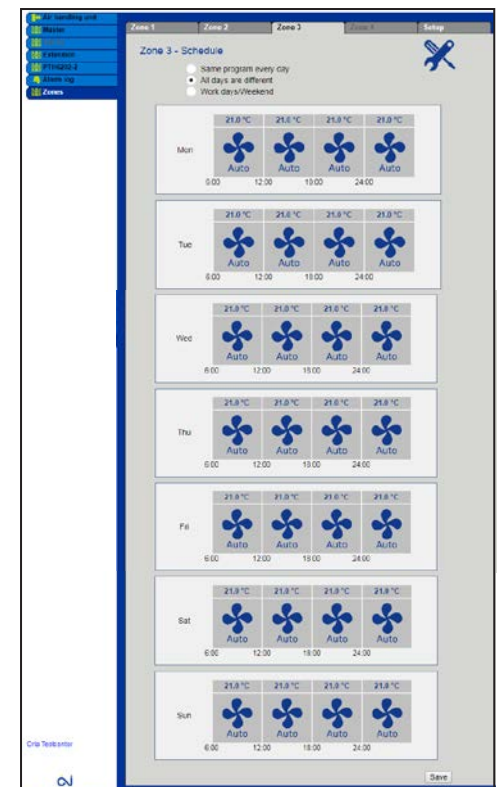 Air handling unit
Master
Extension
Alarm log
Zones
Zone 1 Zone 2 Zone 3 Zone 4 Setup
Zone 3 - Schedule
Same program every day
All days are different
Work days/Weekend
21.0 °C 21.0 °C 21.0 °C 21.0 °C
Mon
Auto Auto Auto Auto
6:00 12:00 18:00 24:00
21.0 °C 21.0 °C 21.0 °C 21.0 °C
Tue
Auto Auto Auto Auto
6:00 12:00 18:00 24:00
21.0 °C 21.0 °C 21.0 °C 21.0 °C
Wed
Auto Auto Auto Auto
6:00 12:00 18:00 24:00
21.0 °C 21.0 °C 21.0 °C 21.0 °C
Thu
Auto Auto Auto Auto
6:00 12:00 18:00 24:00
21.0 °C 21.0 °C 21.0 °C 21.0 °C
Fri
Auto Auto Auto Auto
6:00 12:00 18:00 24:00
21.0 °C 21.0 °C 21.0 °C 21.0 °C
Sat
Auto Auto Auto Auto
6:00 12:00 18:00 24:00
21.0 °C 21.0 °C 21.0 °C 21.0 °C
Sun
Auto Auto Auto Auto
6:00 12:00 18:00 24:00
Save
2